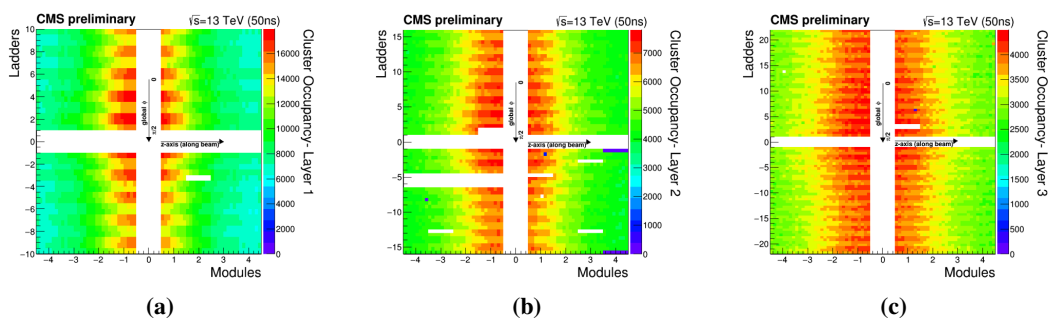 CMS preliminary √s=13 TeV (50ns)
Ladders
10
8
6
4
2
0
−2
−4
−6
−8
−10
−4 −3 −2 −1 0 1 2 3 4
Modules
global ϕ
0
π/2
z-axis (along beam)
16000
14000
12000
10000
8000
6000
4000
2000
0
Cluster Occupancy- Layer 1
(a)
CMS preliminary √s=13 TeV (50ns)
Ladders
15
10
5
0
−5
−10
−15
−4 −3 −2 −1 0 1 2 3 4
Modules
global ϕ
0
π/2
z-axis (along beam)
7000
6000
5000
4000
3000
2000
1000
0
Cluster Occupancy- Layer 2
(b)
CMS preliminary √s=13 TeV (50ns)
Ladders
20
15
10
5
0
−5
−10
−15
−20
−4 −3 −2 −1 0 1 2 3 4
Modules
global ϕ
0
π/2
z-axis (along beam)
4000
3500
3000
2500
2000
1500
1000
500
0
Cluster Occupancy- Layer 3
(c)